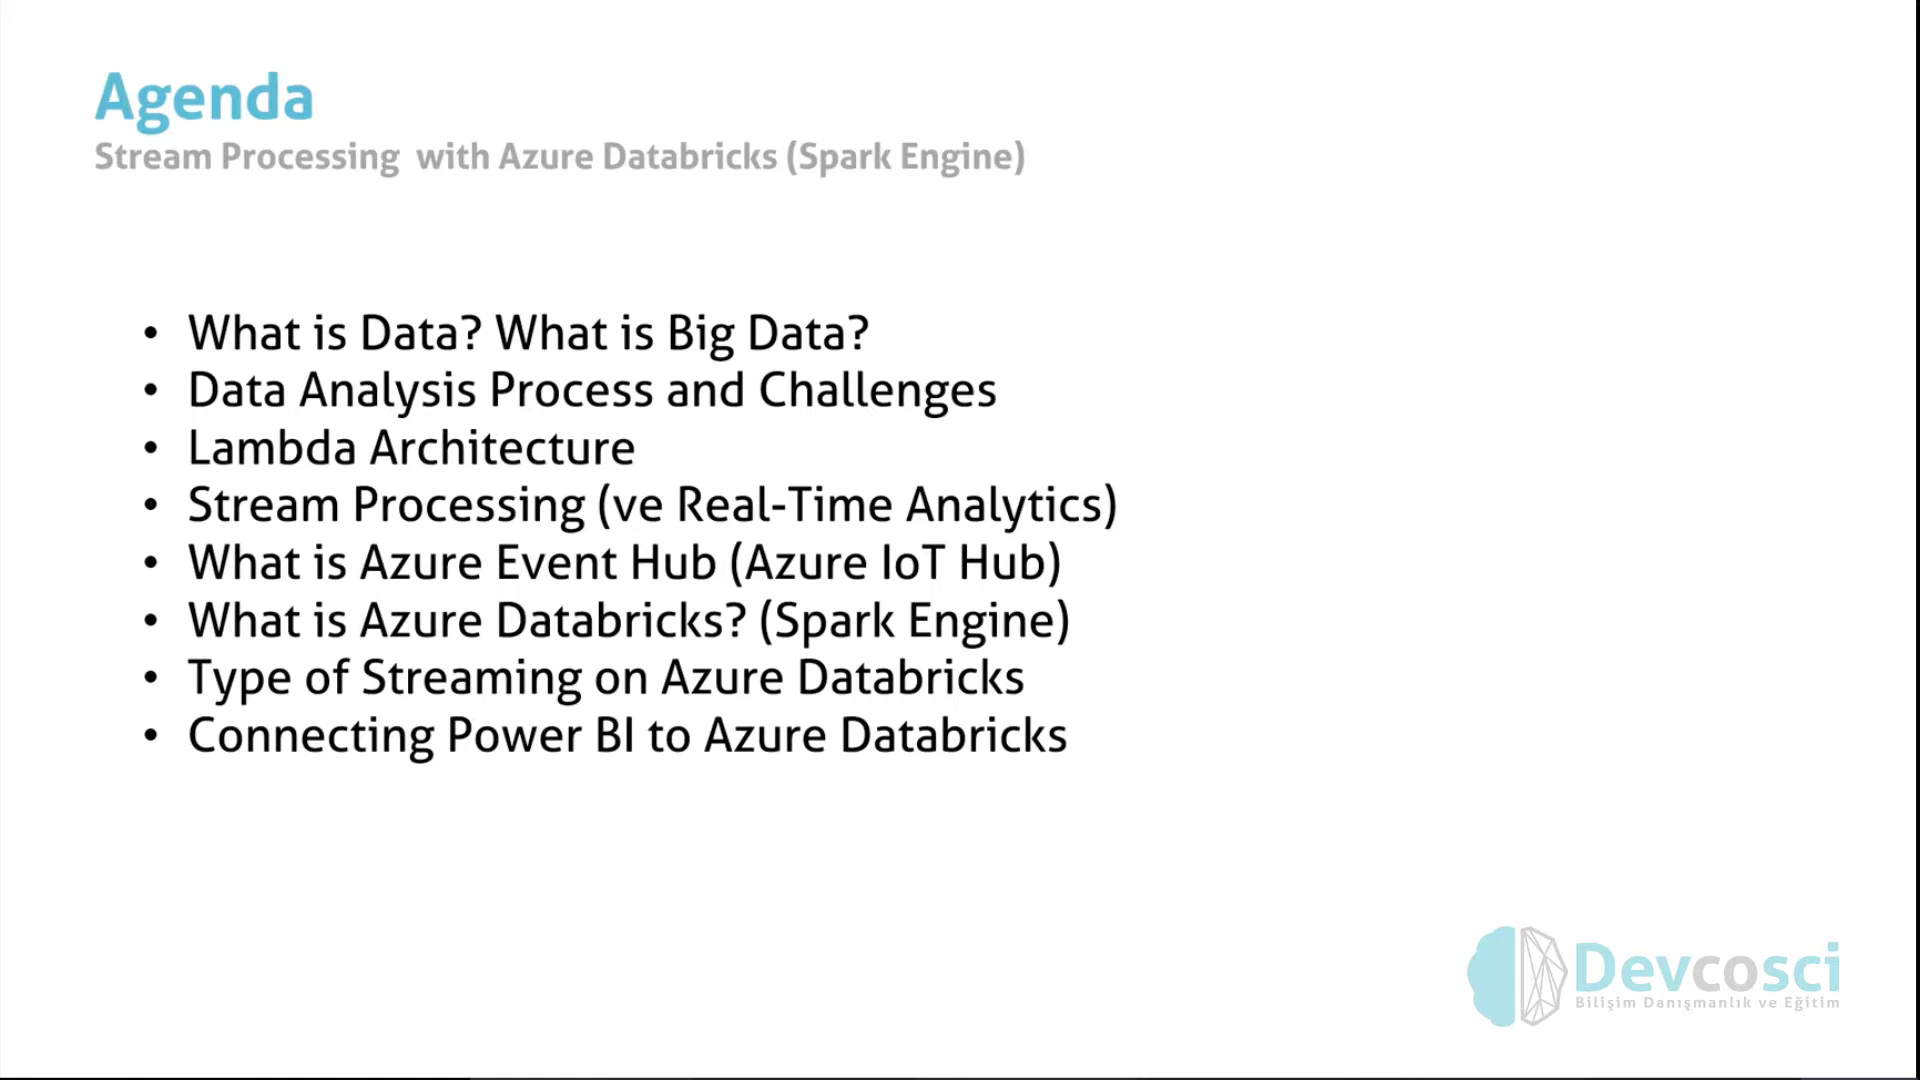 Agenda
Stream Processing with Azure Databricks (Spark Engine)
• What is Data? What is Big Data?
• Data Analysis Process and Challenges
• Lambda Architecture
• Stream Processing (ve Real-Time Analytics)
• What is Azure Event Hub (Azure IoT Hub)
• What is Azure Databricks? (Spark Engine)
• Type of Streaming on Azure Databricks
• Connecting Power BI to Azure Databricks
Devcosci
Bilişim Danışmanlık ve Eğitim